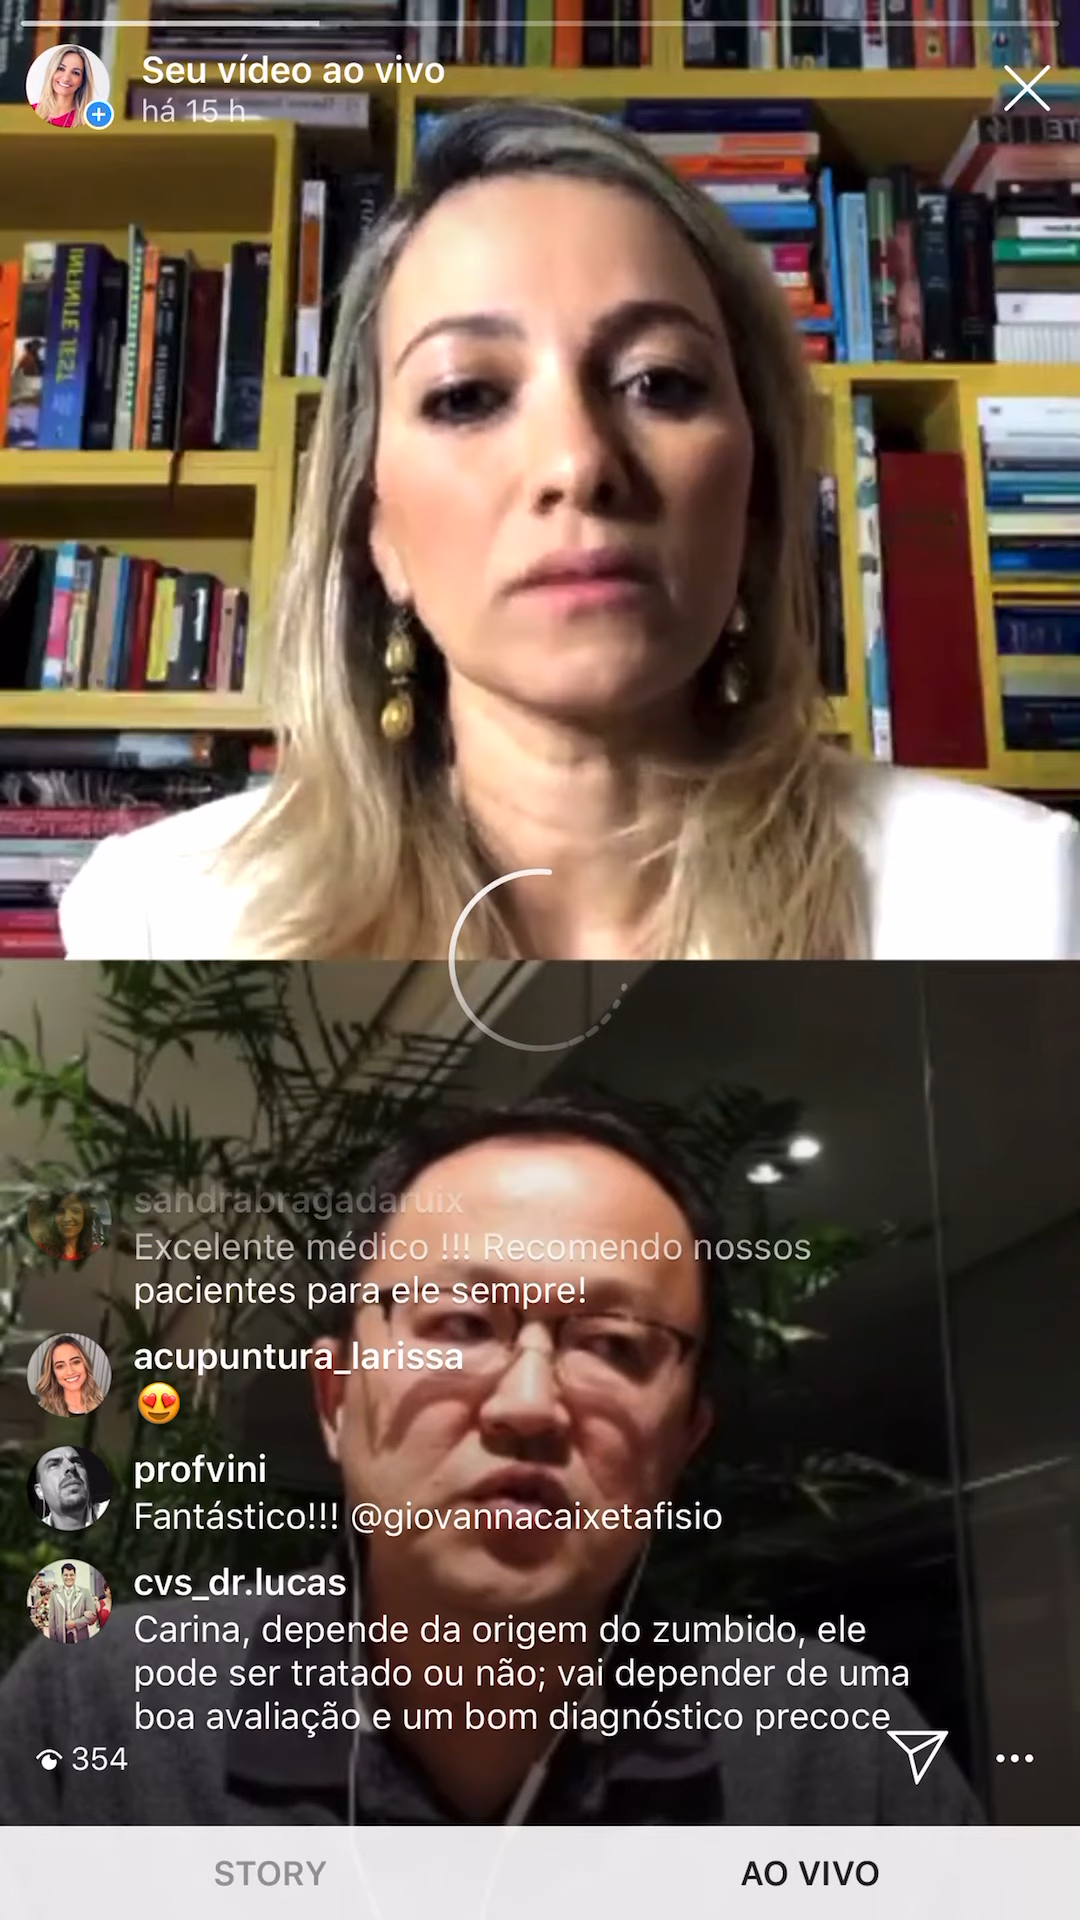 Seu vídeo ao vivo
há 15 h
INFINITE JEST
sandrabragadaruix
Excelente médico !!! Recomendo nossos
pacientes para ele sempre!
acupuntura_larissa
😍
profvini
Fantástico!!! @giovannacaixetafisio
cvs_dr.lucas
Carina, depende da origem do zumbido, ele
pode ser tratado ou não; vai depender de uma
boa avaliação e um bom diagnóstico precoce
354
STORY
AO VIVO